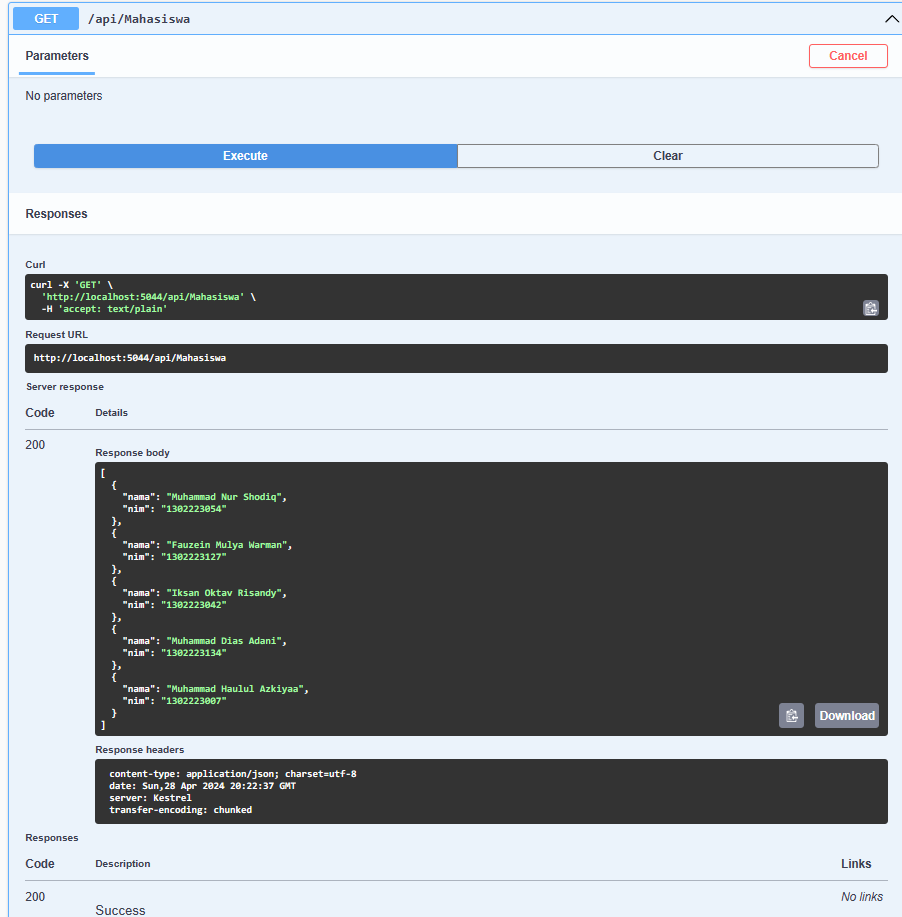 GET /api/Mahasiswa
Parameters
Cancel
No parameters
Execute
Clear
Responses
Curl
curl -X 'GET' \
'http://localhost:5044/api/Mahasiswa' \
-H 'accept: text/plain'
Request URL
http://localhost:5044/api/Mahasiswa
Server response
Code Details
200
Response body
[
{
"nama": "Muhammad Nur Shodiq",
"nim": "1302223054"
},
{
"nama": "Fauzein Mulya Warman",
"nim": "1302223127"
},
{
"nama": "Iksan Oktav Risandy",
"nim": "1302223042"
},
{
"nama": "Muhammad Dias Adani",
"nim": "1302223134"
},
{
"nama": "Muhammad Haulul Azkiyaa",
"nim": "1302223007"
}
]
Download
Response headers
content-type: application/json; charset=utf-8
date: Sun,28 Apr 2024 20:22:37 GMT
server: Kestrel
transfer-encoding: chunked
Responses
Code Description Links
200 No links
Success